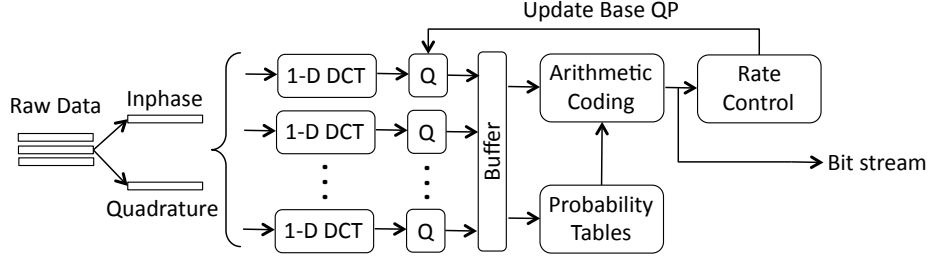 Update Base QP
Raw Data
Inphase
Quadrature
1-D DCT
Q
1-D DCT
Q
1-D DCT
Q
Buffer
Arithmetic
Coding
Probability
Tables
Rate
Control
Bit stream